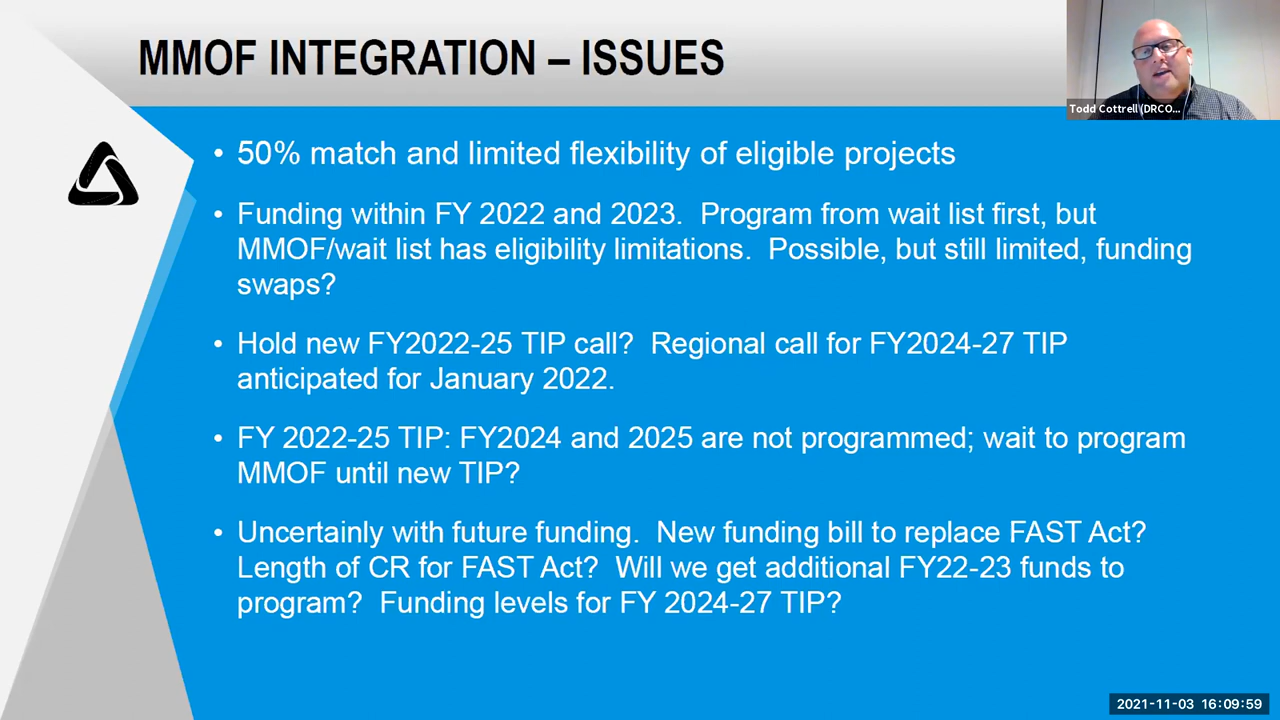 MMOF INTEGRATION – ISSUES
Todd Cottrell (DRCO...
• 50% match and limited flexibility of eligible projects
• Funding within FY 2022 and 2023.  Program from wait list first, but
MMOF/wait list has eligibility limitations.  Possible, but still limited, funding
swaps?
• Hold new FY2022-25 TIP call?  Regional call for FY2024-27 TIP
anticipated for January 2022.
• FY 2022-25 TIP: FY2024 and 2025 are not programmed; wait to program
MMOF until new TIP?
• Uncertainly with future funding.  New funding bill to replace FAST Act?
Length of CR for FAST Act?  Will we get additional FY22-23 funds to
program?  Funding levels for FY 2024-27 TIP?
2021-11-03 16:09:59